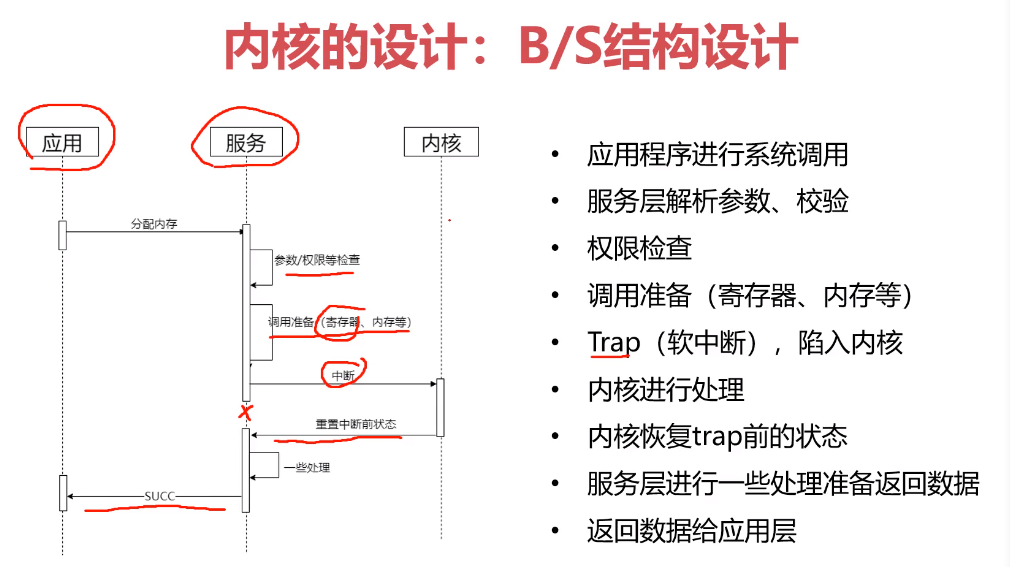 内核的设计：B/S结构设计
应用
服务
内核
分配内存
参数/权限等检查
调用准备（寄存器、内存等）
中断
重置中断前状态
一些处理
SUCC
• 应用程序进行系统调用
• 服务层解析参数、校验
• 权限检查
• 调用准备（寄存器、内存等）
• Trap（软中断），陷入内核
• 内核进行处理
• 内核恢复trap前的状态
• 服务层进行一些处理准备返回数据
• 返回数据给应用层